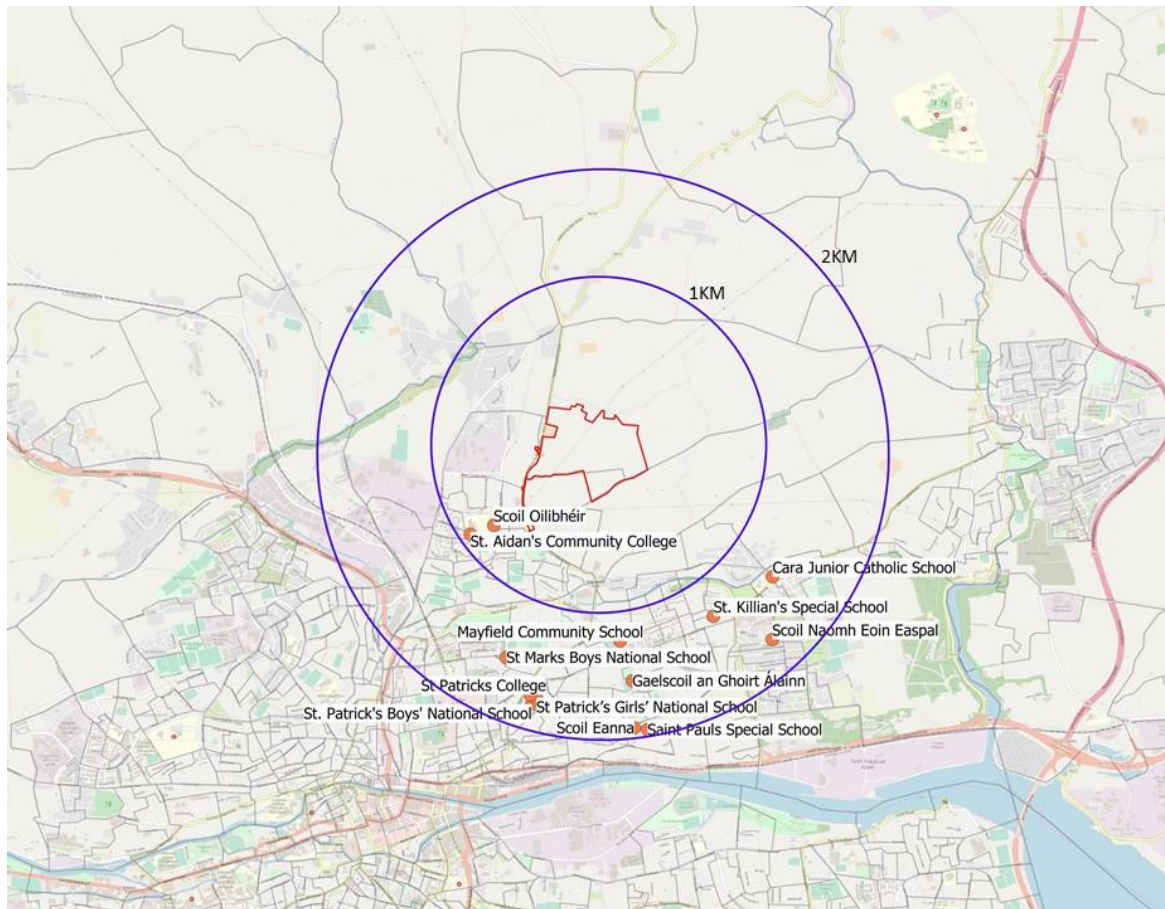 2KM
1KM
Scoil Oilibhéir
St. Aidan's Community College
Cara Junior Catholic School
St. Killian's Special School
Mayfield Community School
Scoil Naomh Eoin Easpal
St Marks Boys National School
Gaelscoil an Ghoirt Álainn
St Patricks College
St. Patrick's Boys' National School
St Patrick’s Girls’ National School
Scoil Eanna
Saint Pauls Special School